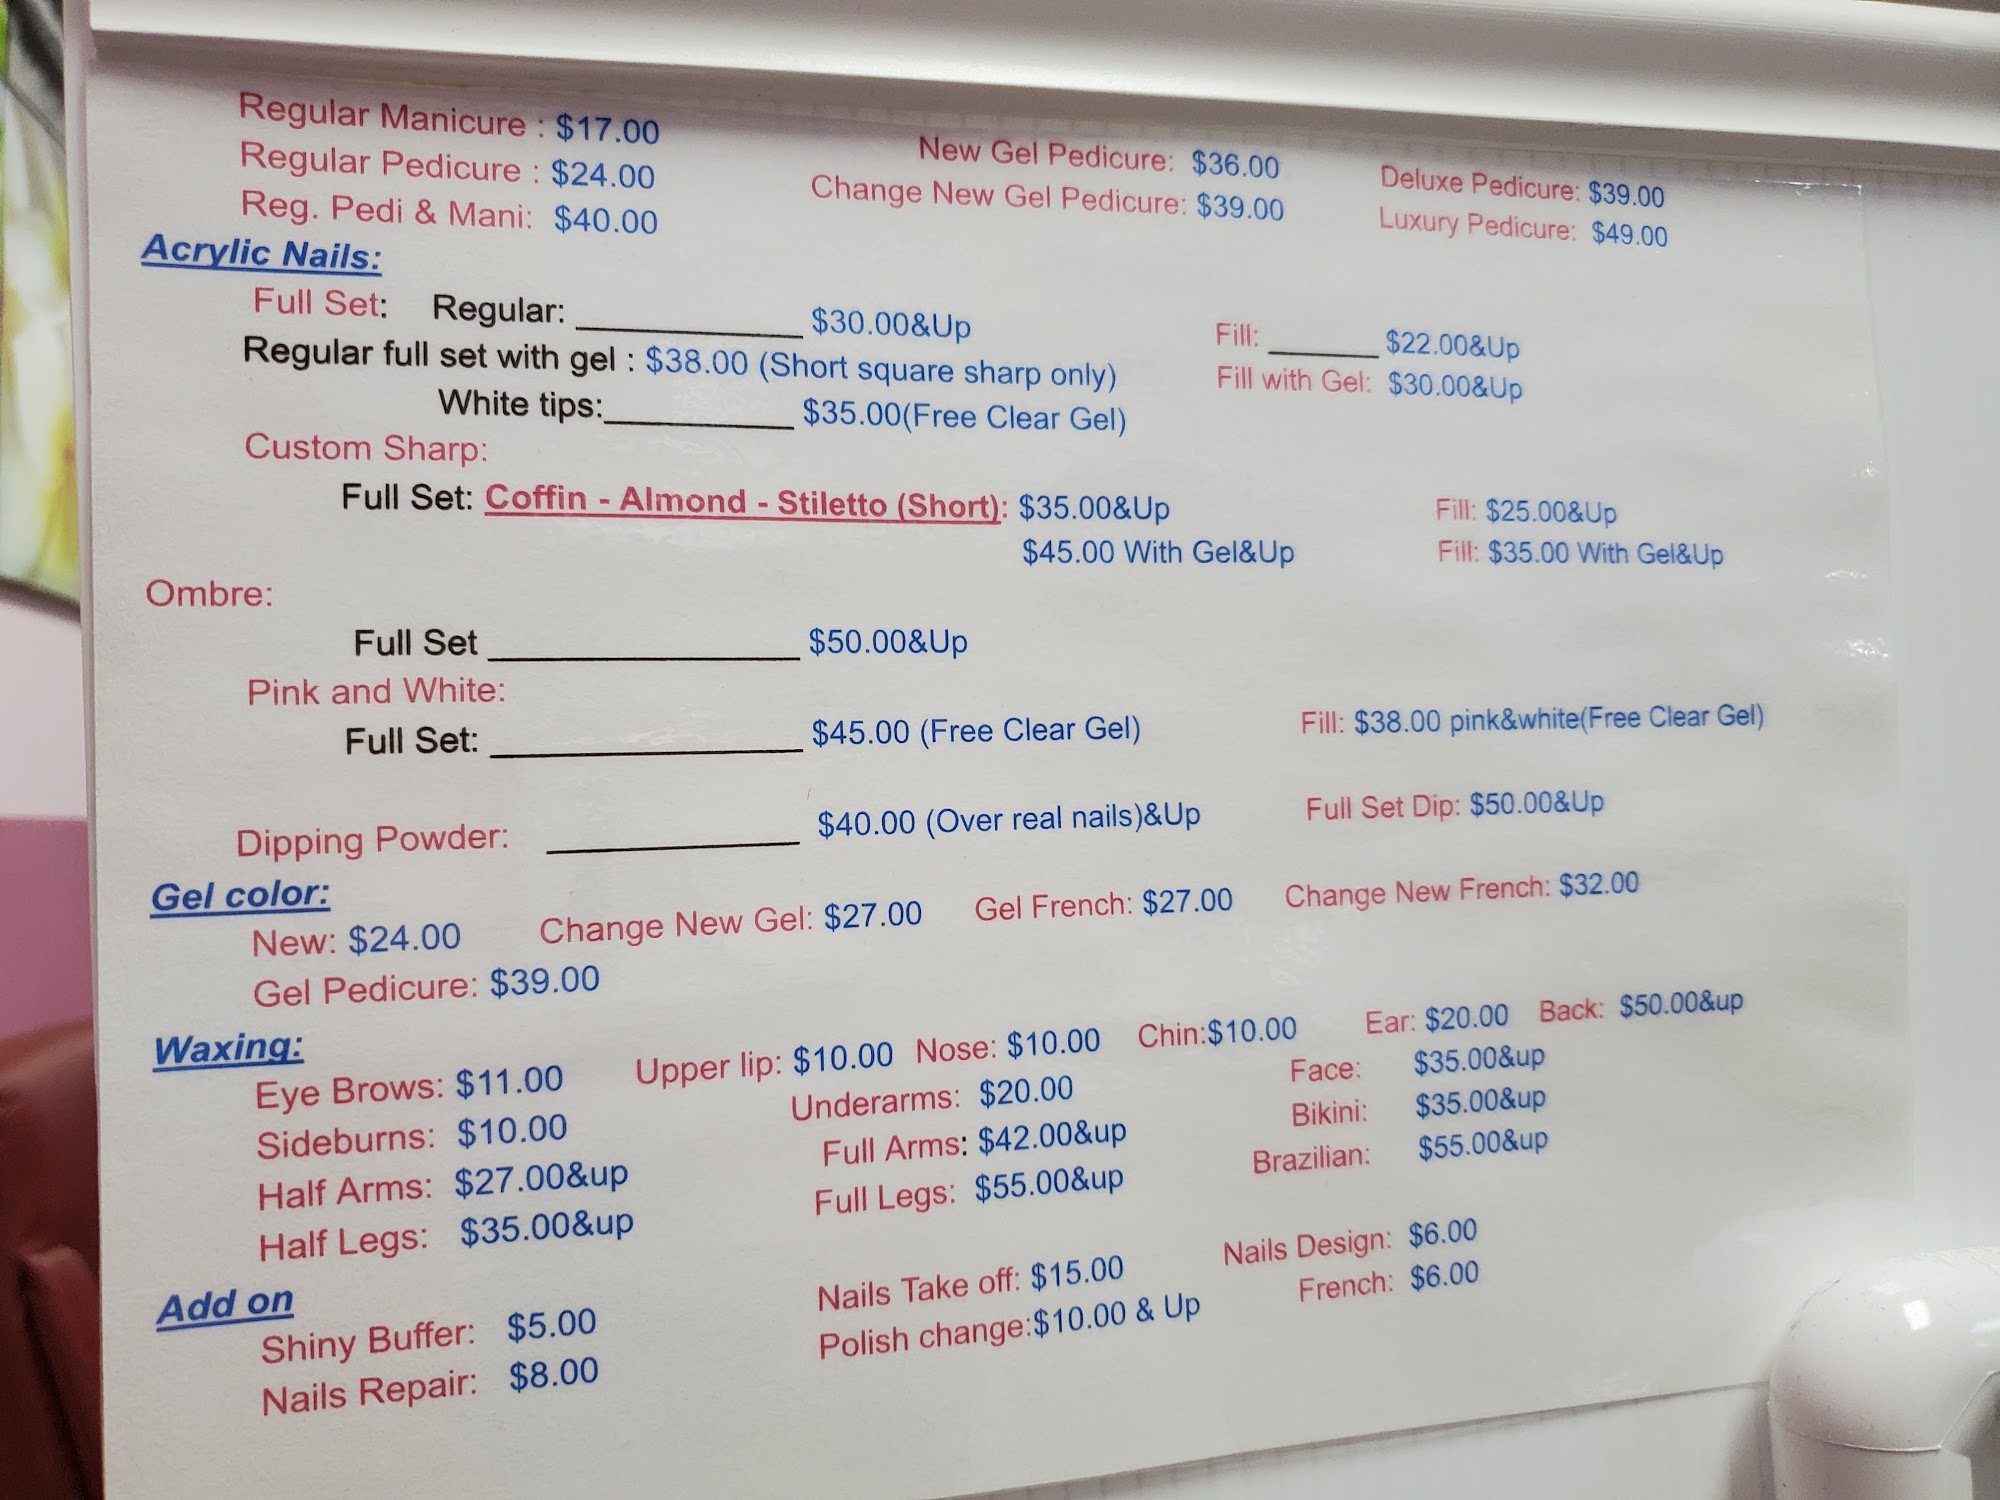 Regular Manicure : $17.00
Regular Pedicure : $24.00
Reg. Pedi & Mani: $40.00
New Gel Pedicure: $36.00
Change New Gel Pedicure: $39.00
Deluxe Pedicure: $39.00
Luxury Pedicure: $49.00
Acrylic Nails:
Full Set: Regular: __________ $30.00&Up
Fill: ______ $22.00&Up
Regular full set with gel : $38.00 (Short square sharp only)
Fill with Gel: $30.00&Up
White tips:__________ $35.00(Free Clear Gel)
Custom Sharp:
Full Set: Coffin - Almond - Stiletto (Short): $35.00&Up
Fill: $25.00&Up
$45.00 With Gel&Up
Fill: $35.00 With Gel&Up
Ombre:
Full Set ________________ $50.00&Up
Pink and White:
Full Set: ________________ $45.00 (Free Clear Gel)
Fill: $38.00 pink&white(Free Clear Gel)
Dipping Powder: _____________ $40.00 (Over real nails)&Up
Full Set Dip: $50.00&Up
Gel color:
New: $24.00 Change New Gel: $27.00 Gel French: $27.00 Change New French: $32.00
Gel Pedicure: $39.00
Waxing:
Eye Brows: $11.00 Upper lip: $10.00 Nose: $10.00 Chin:$10.00 Ear: $20.00 Back: $50.00&up
Sideburns: $10.00 Underarms: $20.00 Face: $35.00&up
Half Arms: $27.00&up Full Arms: $42.00&up Bikini: $35.00&up
Half Legs: $35.00&up Full Legs: $55.00&up Brazilian: $55.00&up
Add on
Shiny Buffer: $5.00 Nails Take off: $15.00 Nails Design: $6.00
Nails Repair: $8.00 Polish change:$10.00 & Up French: $6.00